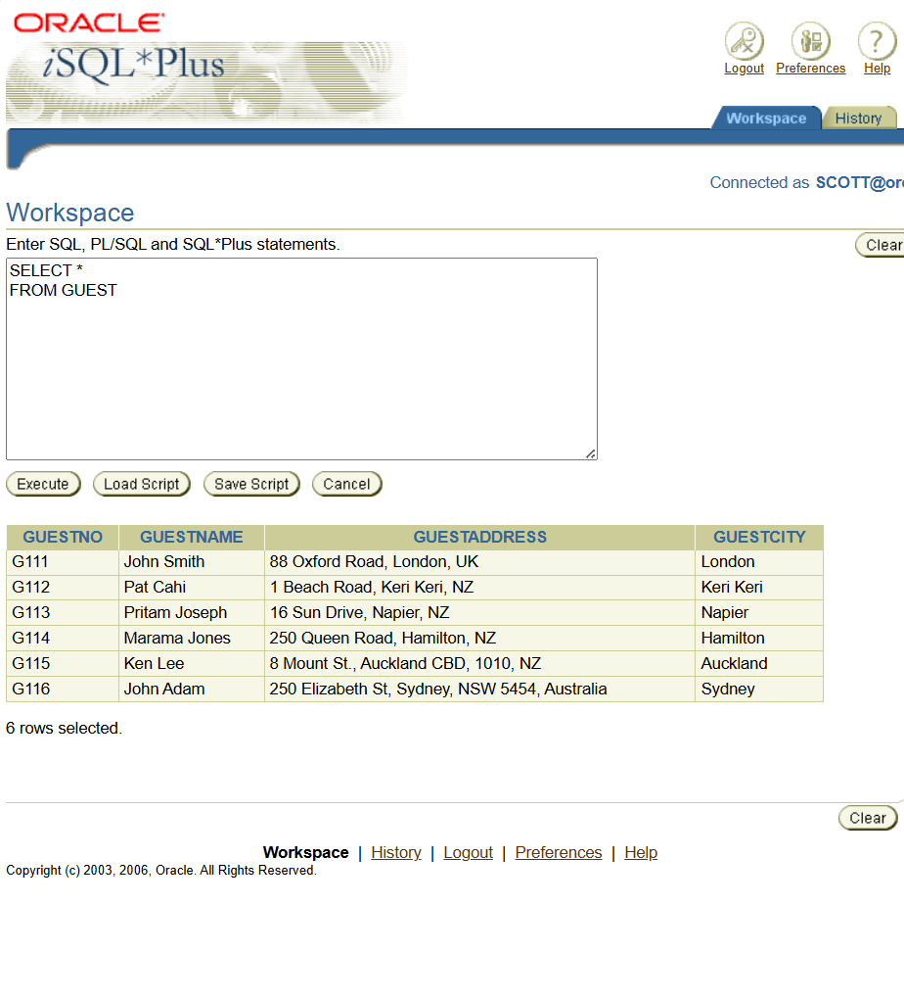 ORACLE
iSQL*Plus
Logout Preferences Help
Workspace History
Connected as SCOTT@or
Workspace
Enter SQL, PL/SQL and SQL*Plus statements.
Clear
SELECT *
FROM GUEST
Execute Load Script Save Script Cancel
GUESTNO GUESTNAME GUESTADDRESS GUESTCITY
G111 John Smith 88 Oxford Road, London, UK London
G112 Pat Cahi 1 Beach Road, Keri Keri, NZ Keri Keri
G113 Pritam Joseph 16 Sun Drive, Napier, NZ Napier
G114 Marama Jones 250 Queen Road, Hamilton, NZ Hamilton
G115 Ken Lee 8 Mount St., Auckland CBD, 1010, NZ Auckland
G116 John Adam 250 Elizabeth St, Sydney, NSW 5454, Australia Sydney
6 rows selected.
Clear
Workspace | History | Logout | Preferences | Help
Copyright (c) 2003, 2006, Oracle. All Rights Reserved.